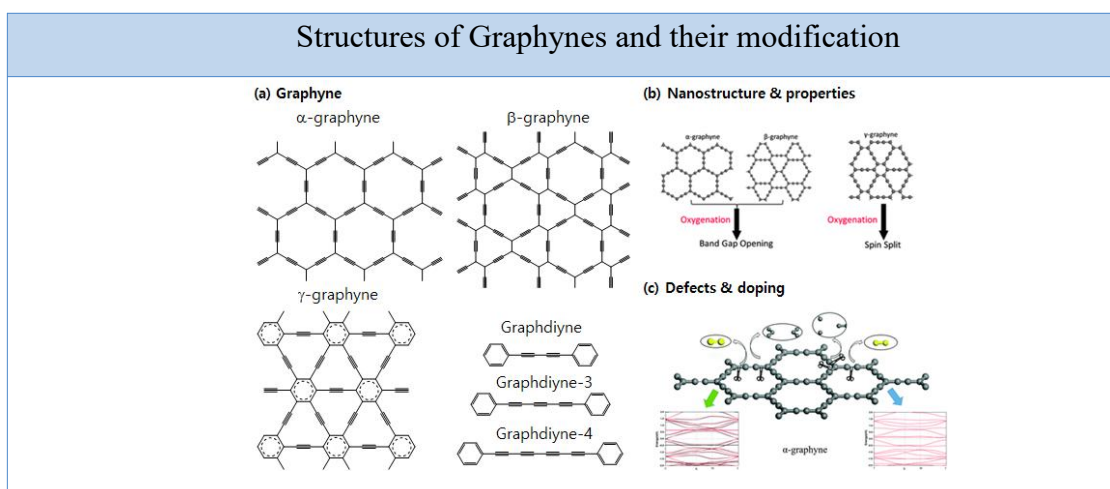 Structures of Graphynes and their modification
(a) Graphyne
α-graphyne
β-graphyne
γ-graphyne
Graphdiyne
Graphdiyne-3
Graphdiyne-4
(b) Nanostructure & properties
α-graphyne
β-graphyne
γ-graphyne
Oxygenation
Oxygenation
Band Gap Opening
Spin Split
(c) Defects & doping
α-graphyne